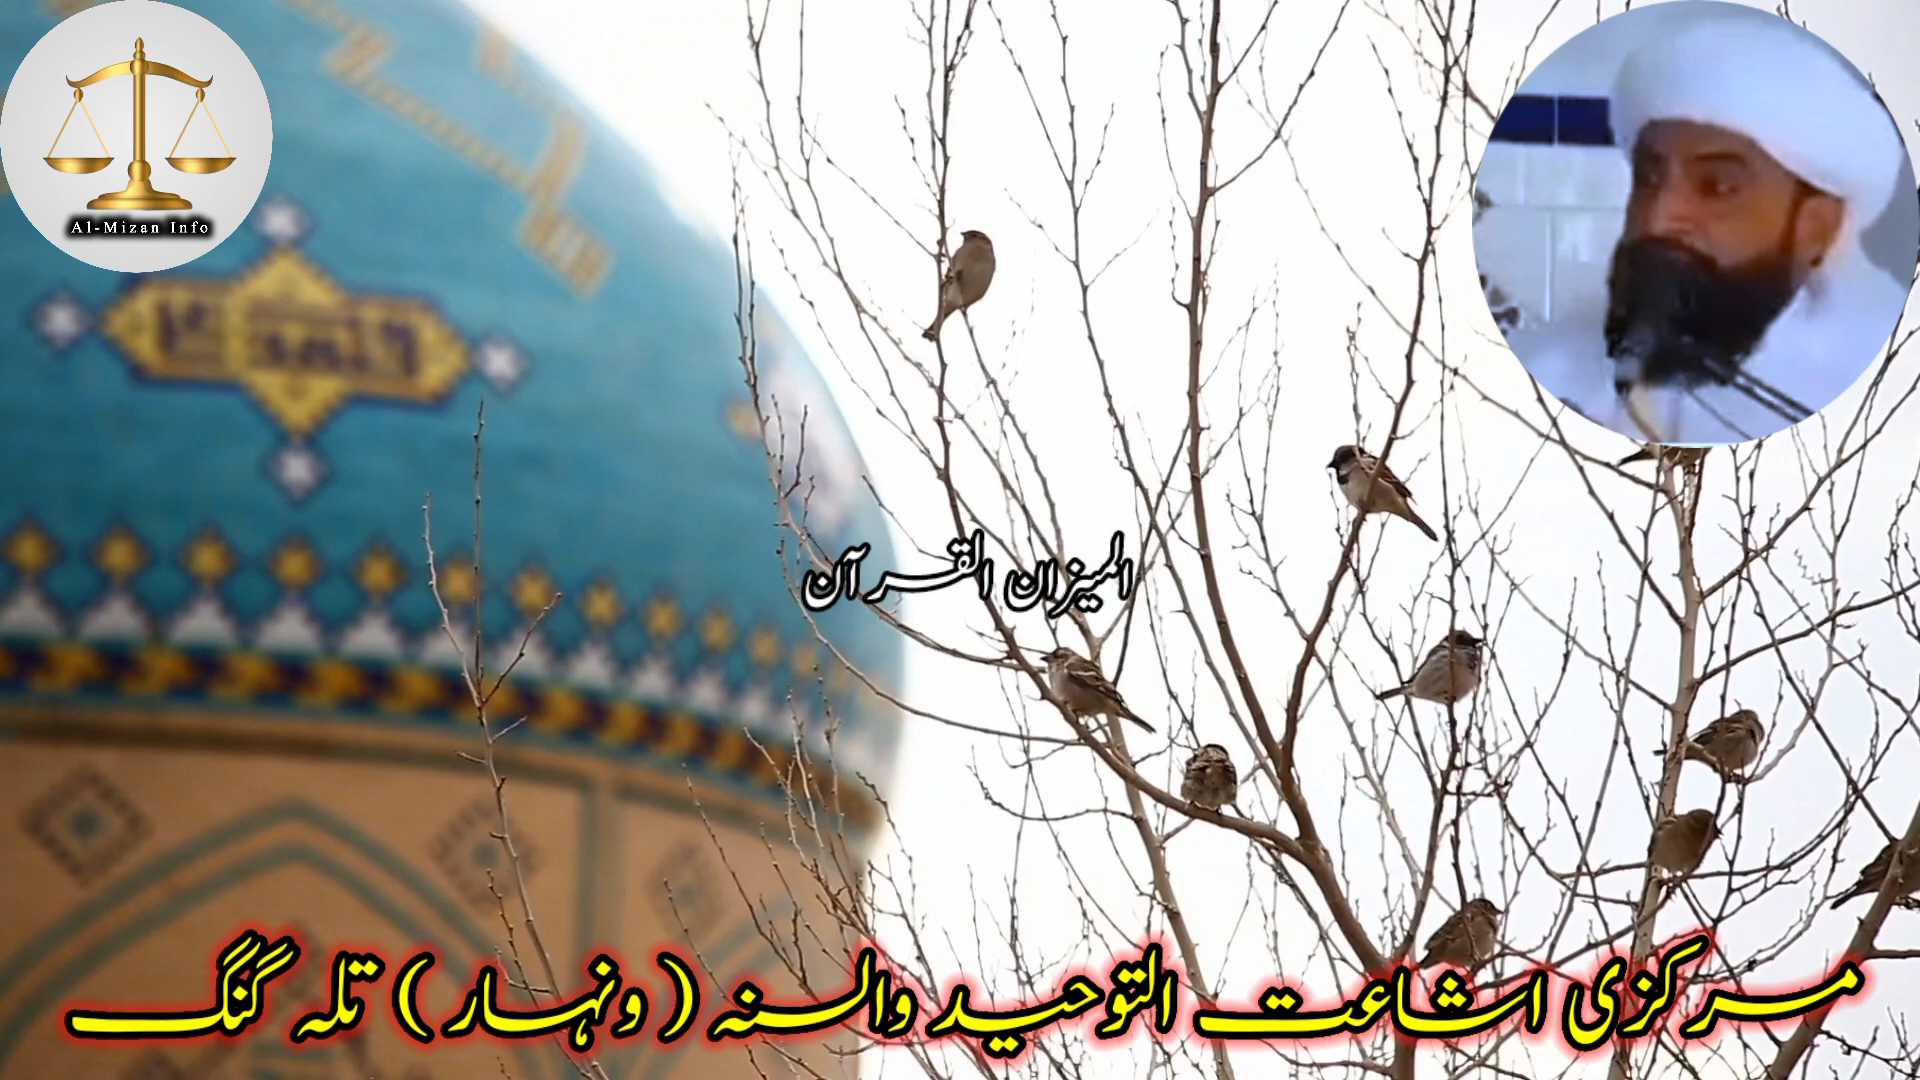 Al-Mizan Info
المیزان القرآن
مرکزی اشاعت التوحید والسنہ (ونہار) تلہ گنگ